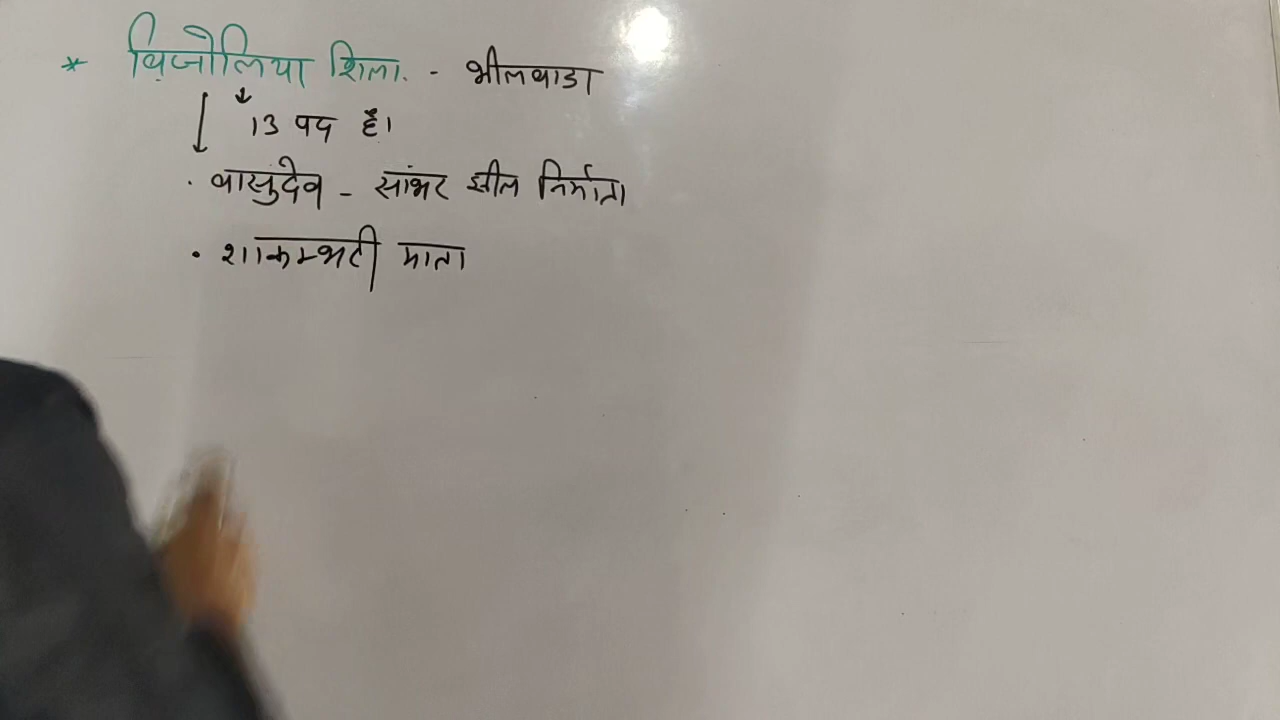 * बिजोलिया शिला. - भीलवाडा
↓ ↓ 13 पद है।
· वासुदेव - सांभर झील निर्माता
· शाकम्भरी माता